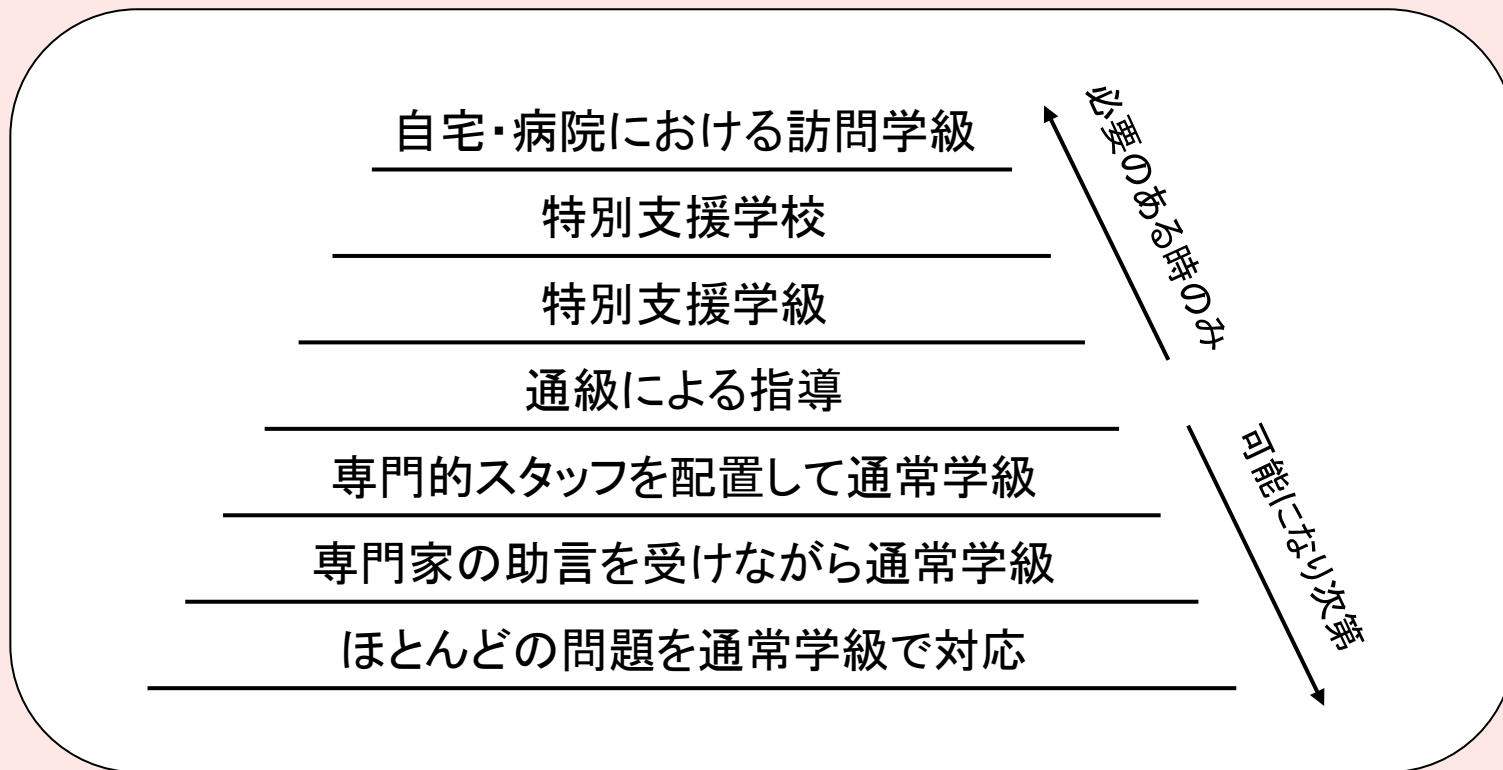 自宅・病院における訪問学級
特別支援学校
特別支援学級
通級による指導
専門的スタッフを配置して通常学級
専門家の助言を受けながら通常学級
ほとんどの問題を通常学級で対応
必要のある時のみ
可能になり次第